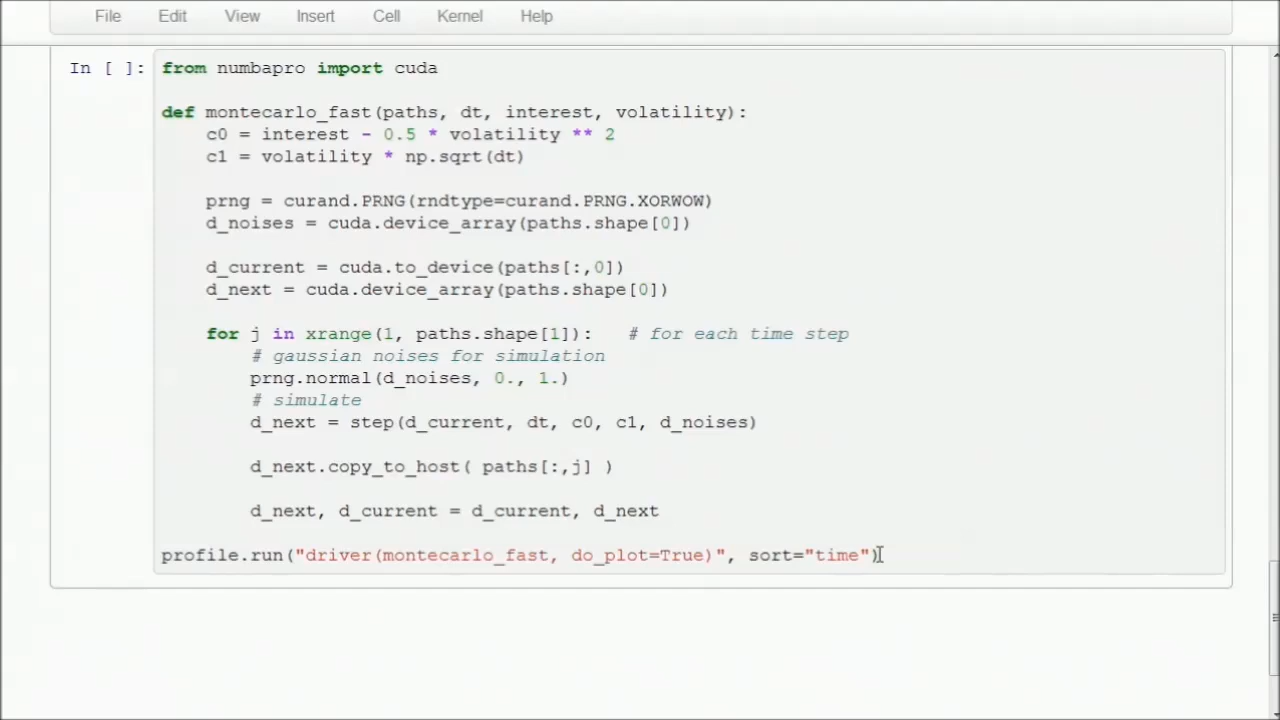 File Edit View Insert Cell Kernel Help
In [ ]: from numbapro import cuda
def montecarlo_fast(paths, dt, interest, volatility):
    c0 = interest - 0.5 * volatility ** 2
    c1 = volatility * np.sqrt(dt)
    prng = curand.PRNG(rndtype=curand.PRNG.XORWOW)
    d_noises = cuda.device_array(paths.shape[0])
    d_current = cuda.to_device(paths[:,0])
    d_next = cuda.device_array(paths.shape[0])
    for j in xrange(1, paths.shape[1]):   # for each time step
        # gaussian noises for simulation
        prng.normal(d_noises, 0., 1.)
        # simulate
        d_next = step(d_current, dt, c0, c1, d_noises)
        d_next.copy_to_host( paths[:,j] )
        d_next, d_current = d_current, d_next
profile.run("driver(montecarlo_fast, do_plot=True)", sort="time")